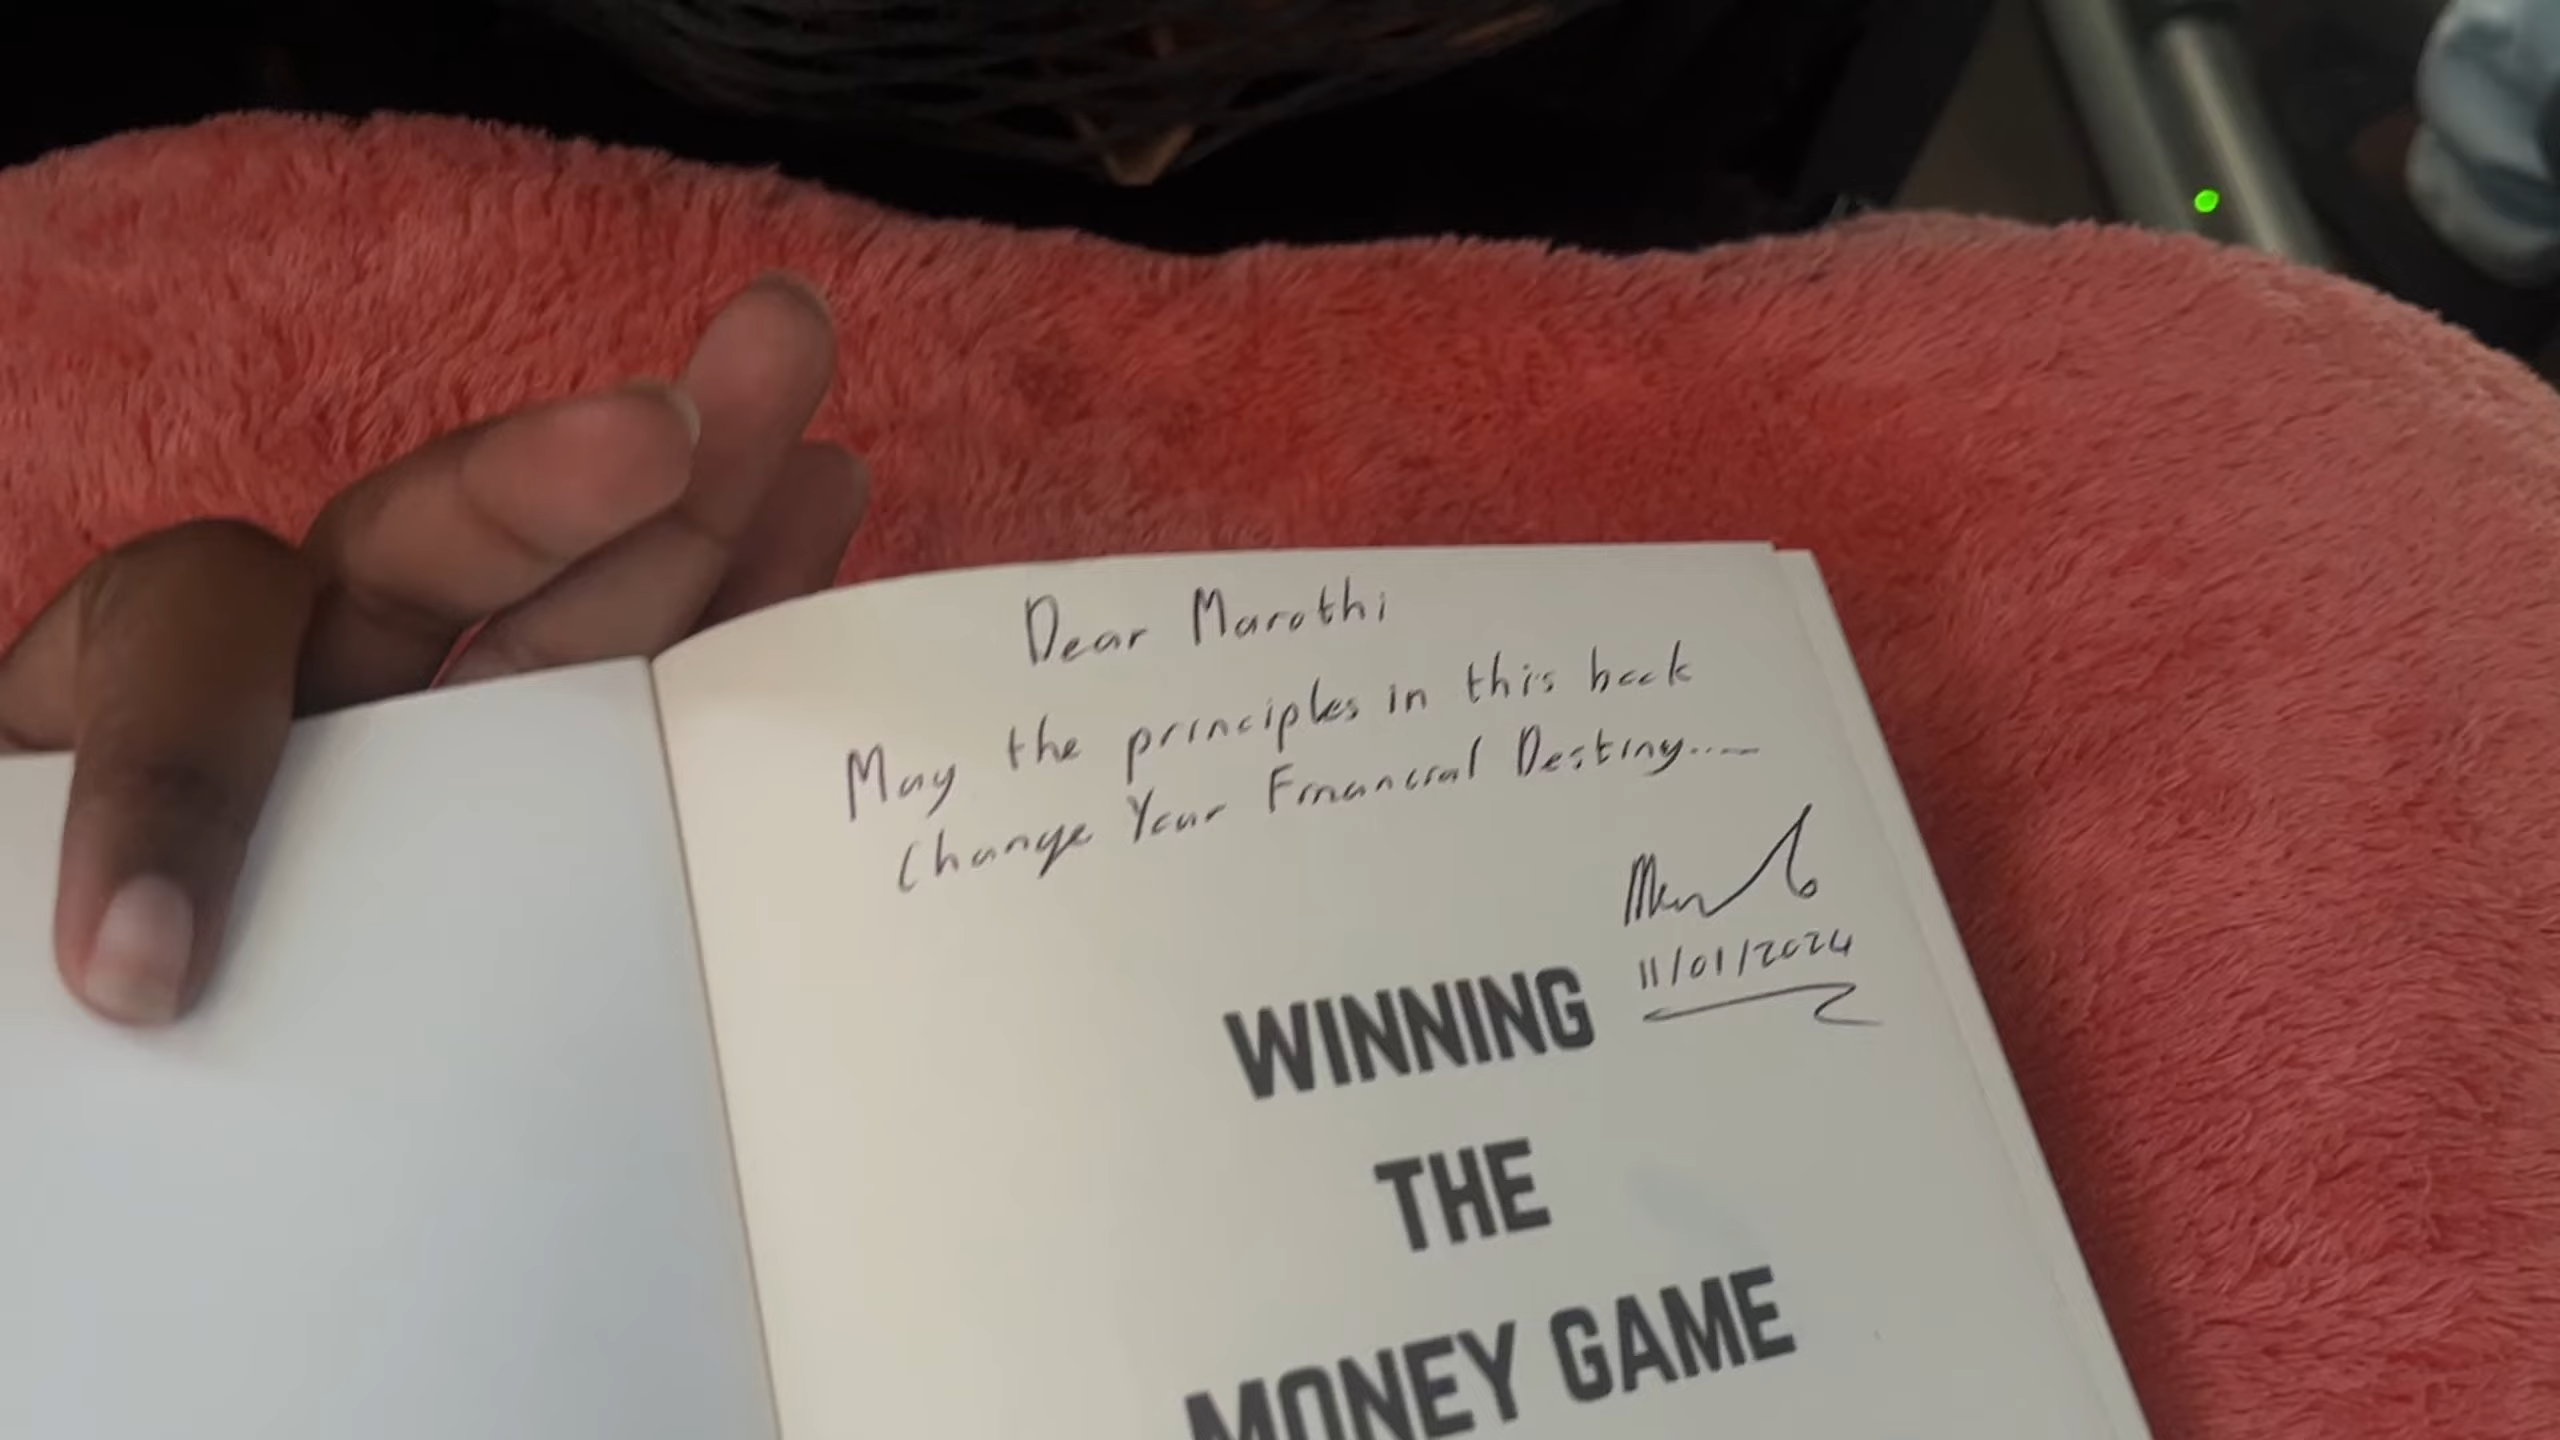 Dear Marothi
May the principles in this book
Change Your Financial Destiny....
11/01/2024
WINNING
THE
MONEY GAME